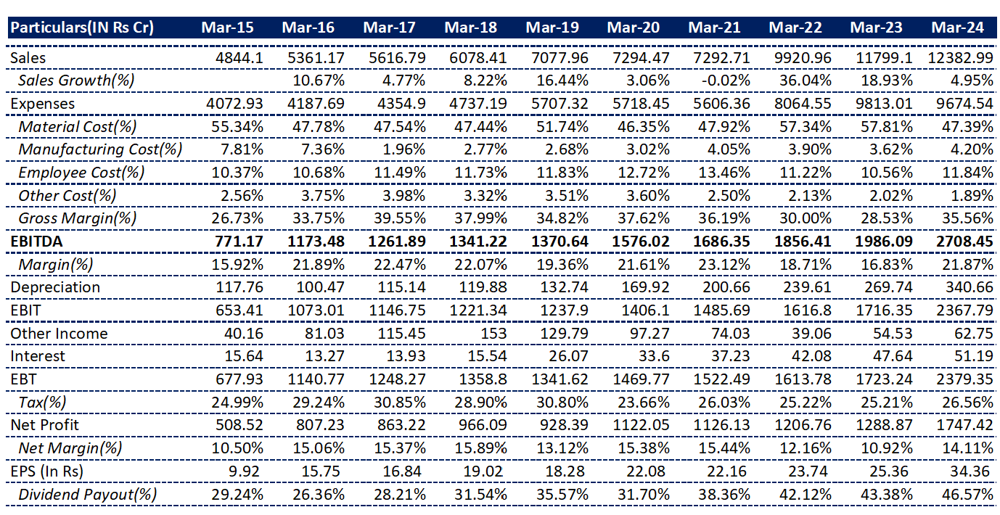 Particulars(IN Rs Cr) Mar-15 Mar-16 Mar-17 Mar-18 Mar-19 Mar-20 Mar-21 Mar-22 Mar-23 Mar-24
Sales 4844.1 5361.17 5616.79 6078.41 7077.96 7294.47 7292.71 9920.96 11799.1 12382.99
Sales Growth(%) 10.67% 4.77% 8.22% 16.44% 3.06% -0.02% 36.04% 18.93% 4.95%
Expenses 4072.93 4187.69 4354.9 4737.19 5707.32 5718.45 5606.36 8064.55 9813.01 9674.54
Material Cost(%) 55.34% 47.78% 47.54% 47.44% 51.74% 46.35% 47.92% 57.34% 57.81% 47.39%
Manufacturing Cost(%) 7.81% 7.36% 1.96% 2.77% 2.68% 3.02% 4.05% 3.90% 3.62% 4.20%
Employee Cost(%) 10.37% 10.68% 11.49% 11.73% 11.83% 12.72% 13.46% 11.22% 10.56% 11.84%
Other Cost(%) 2.56% 3.75% 3.98% 3.32% 3.51% 3.60% 2.50% 2.13% 2.02% 1.89%
Gross Margin(%) 26.73% 33.75% 39.55% 37.99% 34.82% 37.62% 36.19% 30.00% 28.53% 35.56%
EBITDA 771.17 1173.48 1261.89 1341.22 1370.64 1576.02 1686.35 1856.41 1986.09 2708.45
Margin(%) 15.92% 21.89% 22.47% 22.07% 19.36% 21.61% 23.12% 18.71% 16.83% 21.87%
Depreciation 117.76 100.47 115.14 119.88 132.74 169.92 200.66 239.61 269.74 340.66
EBIT 653.41 1073.01 1146.75 1221.34 1237.9 1406.1 1485.69 1616.8 1716.35 2367.79
Other Income 40.16 81.03 115.45 153 129.79 97.27 74.03 39.06 54.53 62.75
Interest 15.64 13.27 13.93 15.54 26.07 33.6 37.23 42.08 47.64 51.19
EBT 677.93 1140.77 1248.27 1358.8 1341.62 1469.77 1522.49 1613.78 1723.24 2379.35
Tax(%) 24.99% 29.24% 30.85% 28.90% 30.80% 23.66% 26.03% 25.22% 25.21% 26.56%
Net Profit 508.52 807.23 863.22 966.09 928.39 1122.05 1126.13 1206.76 1288.87 1747.42
Net Margin(%) 10.50% 15.06% 15.37% 15.89% 13.12% 15.38% 15.44% 12.16% 10.92% 14.11%
EPS (In Rs) 9.92 15.75 16.84 19.02 18.28 22.08 22.16 23.74 25.36 34.36
Dividend Payout(%) 29.24% 26.36% 28.21% 31.54% 35.57% 31.70% 38.36% 42.12% 43.38% 46.57%